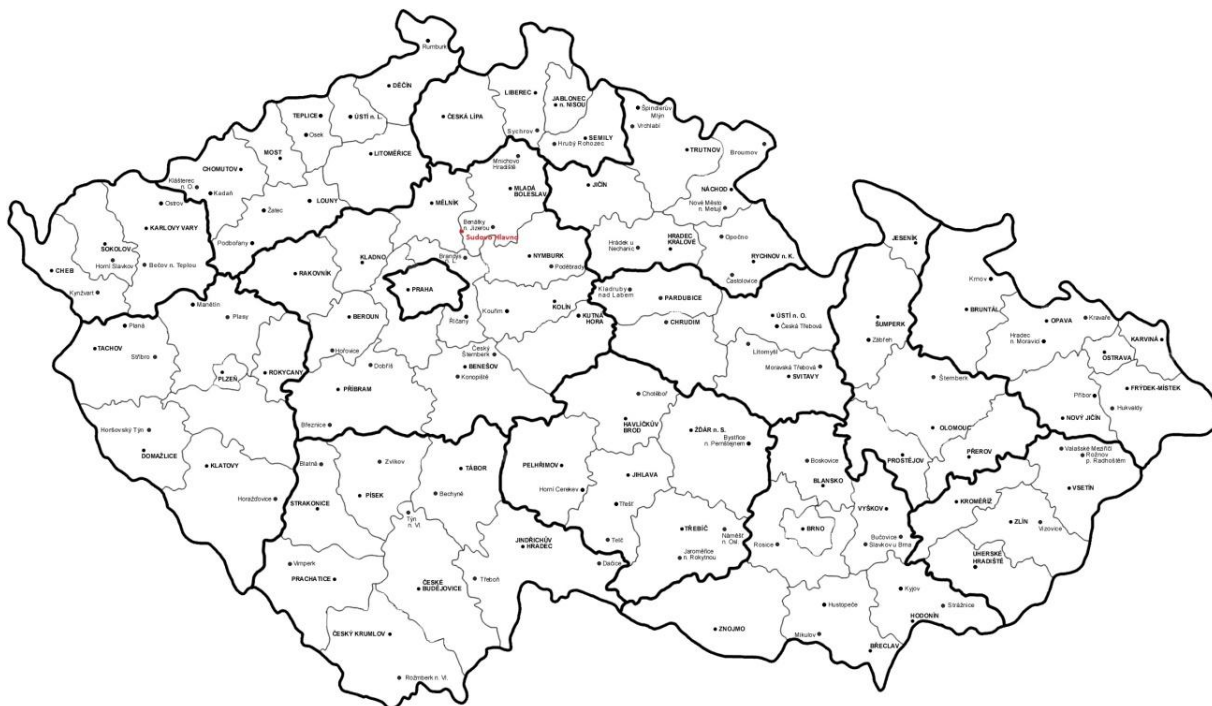 Rumburk
DĚČÍN
TEPLICE
ÚSTÍ n. L.
Osek
MOST
LITOMĚŘICE
CHOMUTOV
Klášterec
n. O.
Kadaň
Žatec
LOUNY
Podbořany
Ostrov
KARLOVY VARY
SOKOLOV
Horní Slavkov
Bečov n. Teplou
CHEB
Kynžvart
ČESKÁ LÍPA
LIBEREC
JABLONEC
n. NISOU
Sychrov
SEMILY
Hrubý Rohozec
Špindlerův
Mlýn
Vrchlabí
TRUTNOV
Broumov
NÁCHOD
Nové Město
n. Metují
JIČÍN
Hrádek u
Nechanic
HRADEC
KRÁLOVÉ
Opočno
RYCHNOV n. K.
Častolovice
Mnichovo
Hradiště
MLADÁ
BOLESLAV
MĚLNÍK
Benátky
n. Jizerou
Sudovo Hlavno
Brandýs
n. L.
NYMBURK
Poděbrady
RAKOVNÍK
KLADNO
PRAHA
BEROUN
Hořovice
Dobříš
PŘÍBRAM
Březnice
Říčany
Kouřim
KOLÍN
KUTNÁ
HORA
Český
Šternberk
BENEŠOV
Konopiště
Kladruby
nad Labem
PARDUBICE
CHRUDIM
ÚSTÍ n. O.
Česká Třebová
Litomyšl
Moravská Třebová
SVITAVY
Manětín
Plasy
Planá
TACHOV
Stříbro
PLZEŇ
ROKYCANY
Horšovský Týn
DOMAŽLICE
KLATOVY
Horažďovice
Blatná
Zvíkov
TÁBOR
Bechyně
PÍSEK
STRAKONICE
Týn
n. Vl.
JINDŘICHŮV
HRADEC
Dačice
Vimperk
PRACHATICE
ČESKÉ
BUDĚJOVICE
Třeboň
ČESKÝ KRUMLOV
Rožmberk n. Vl.
Chotěboř
HAVLÍČKŮV
BROD
ŽĎÁR n. S.
Bystřice
n. Pernštejnem
PELHŘIMOV
Horní Cerekev
JIHLAVA
Třešť
Telč
TŘEBÍČ
Náměšť
n. Osl.
Jaroměřice
n. Rokytnou
JESENÍK
ŠUMPERK
Zábřeh
Šternberk
OLOMOUC
PROSTĚJOV
PŘEROV
Krnov
BRUNTÁL
OPAVA
Kravaře
Hradec
n. Moravicí
OSTRAVA
KARVINÁ
FRÝDEK-MÍSTEK
Příbor
Hukvaldy
NOVÝ JIČÍN
Valašské Meziříčí
Rožnov
p. Radhoštěm
VSETÍN
KROMĚŘÍŽ
ZLÍN
Vizovice
UHERSKÉ
HRADIŠTĚ
Boskovice
BLANSKO
VYŠKOV
BRNO
Rosice
Bučovice
Slavkov u Brna
Kyjov
Strážnice
HODONÍN
Hustopeče
Mikulov
BŘECLAV
ZNOJMO